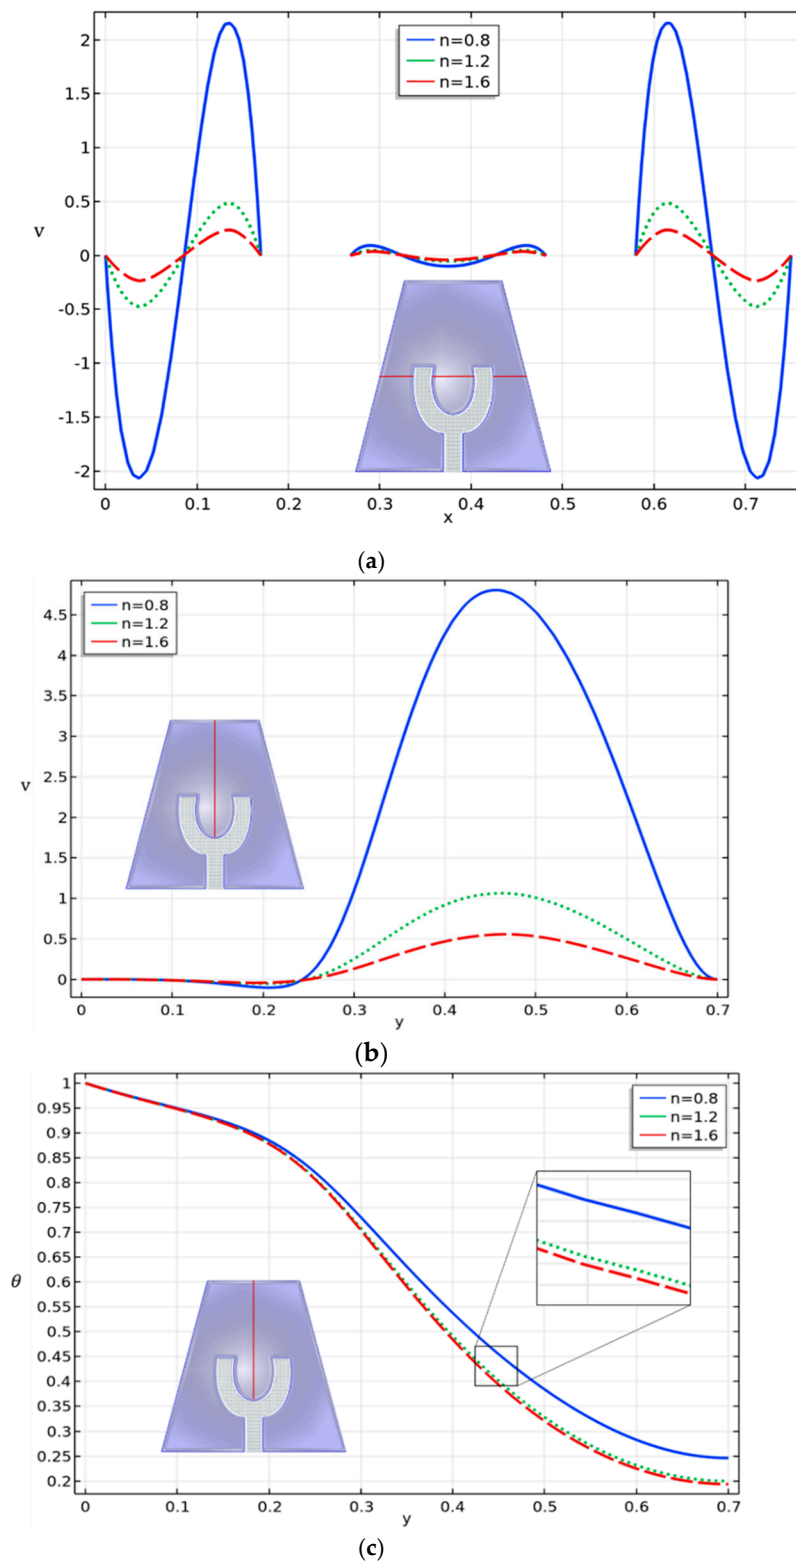 2
1.5
1
0.5
0
-0.5
-1
-1.5
-2
v
n=0.8
n=1.2
n=1.6
0 0.1 0.2 0.3 0.4 0.5 0.6 0.7
x
(a)
4.5
4
3.5
3
2.5
2
1.5
1
0.5
0
v
n=0.8
n=1.2
n=1.6
0 0.1 0.2 0.3 0.4 0.5 0.6 0.7
y
(b)
1
0.95
0.9
0.85
0.8
0.75
0.7
0.65
0.6
0.55
0.5
0.45
0.4
0.35
0.3
0.25
0.2
θ
n=0.8
n=1.2
n=1.6
0 0.1 0.2 0.3 0.4 0.5 0.6 0.7
y
(c)